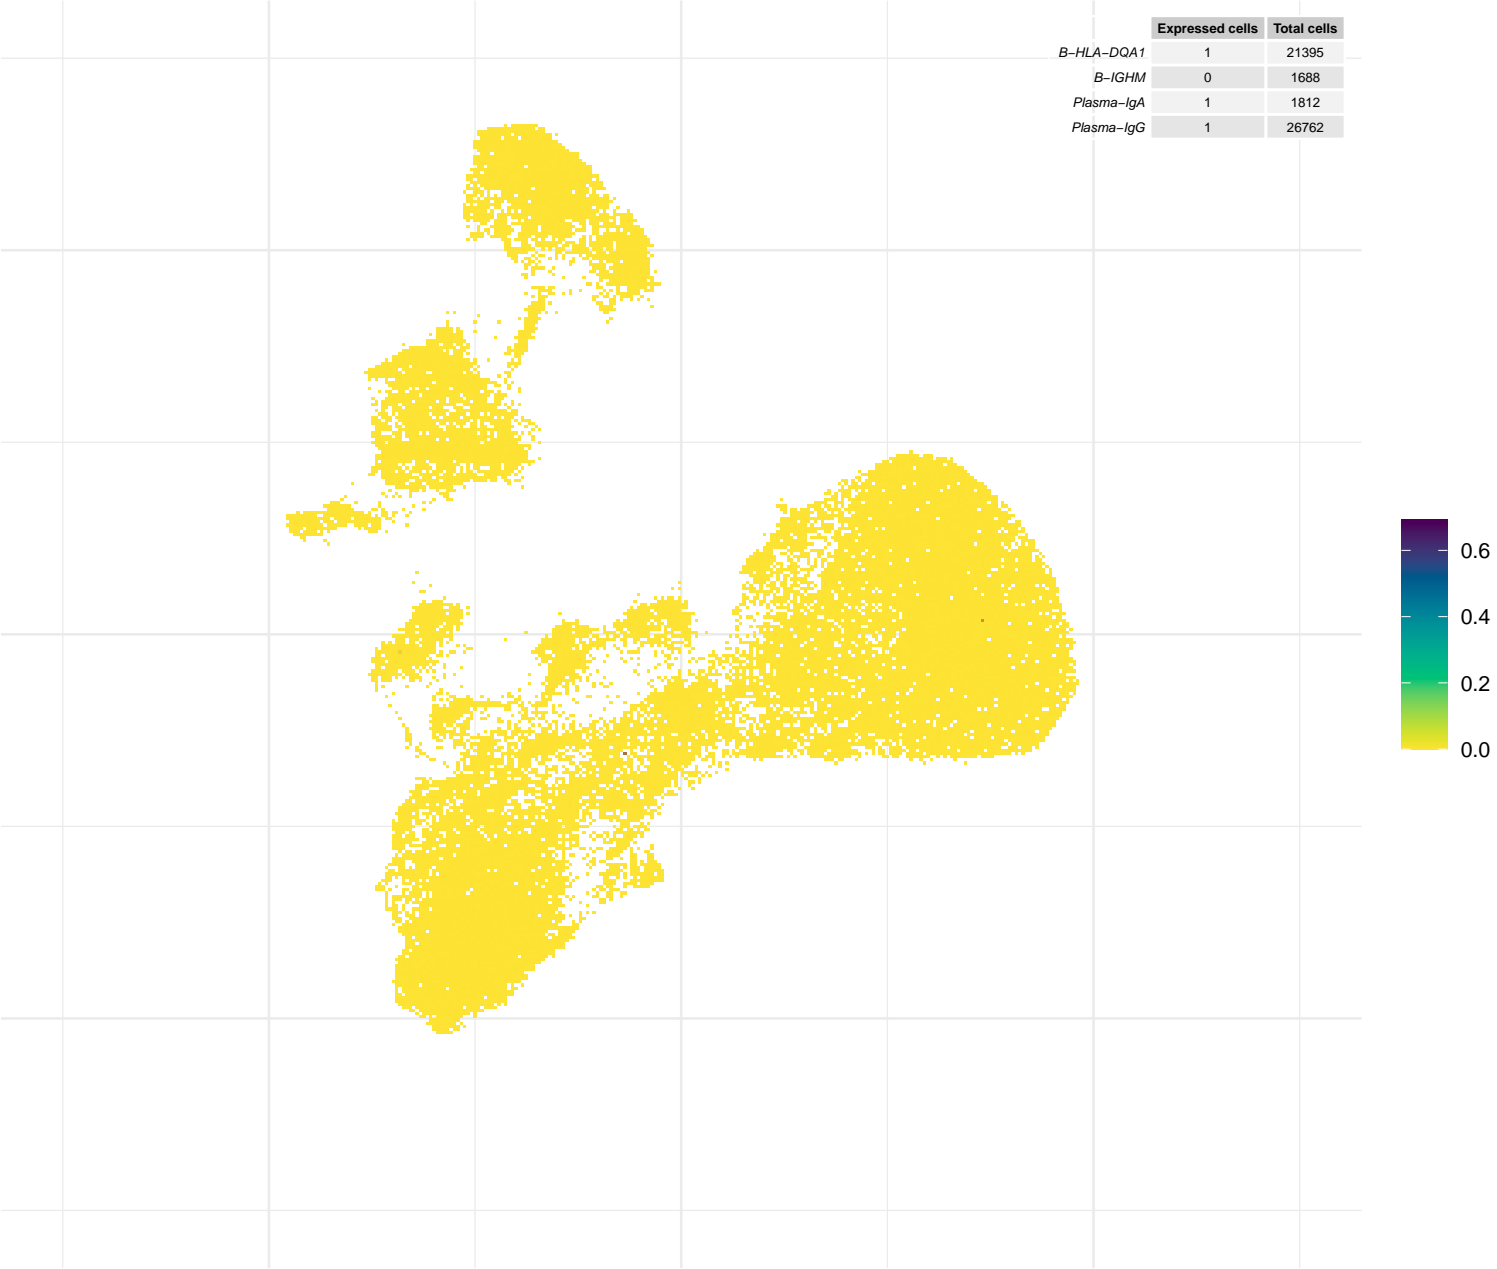 Expressed cells Total cells
B−HLA−DQA1 1 21395
B−IGHM 0 1688
Plasma−IgA 1 1812
Plasma−IgG 1 26762
0.6
0.4
0.2
0.0